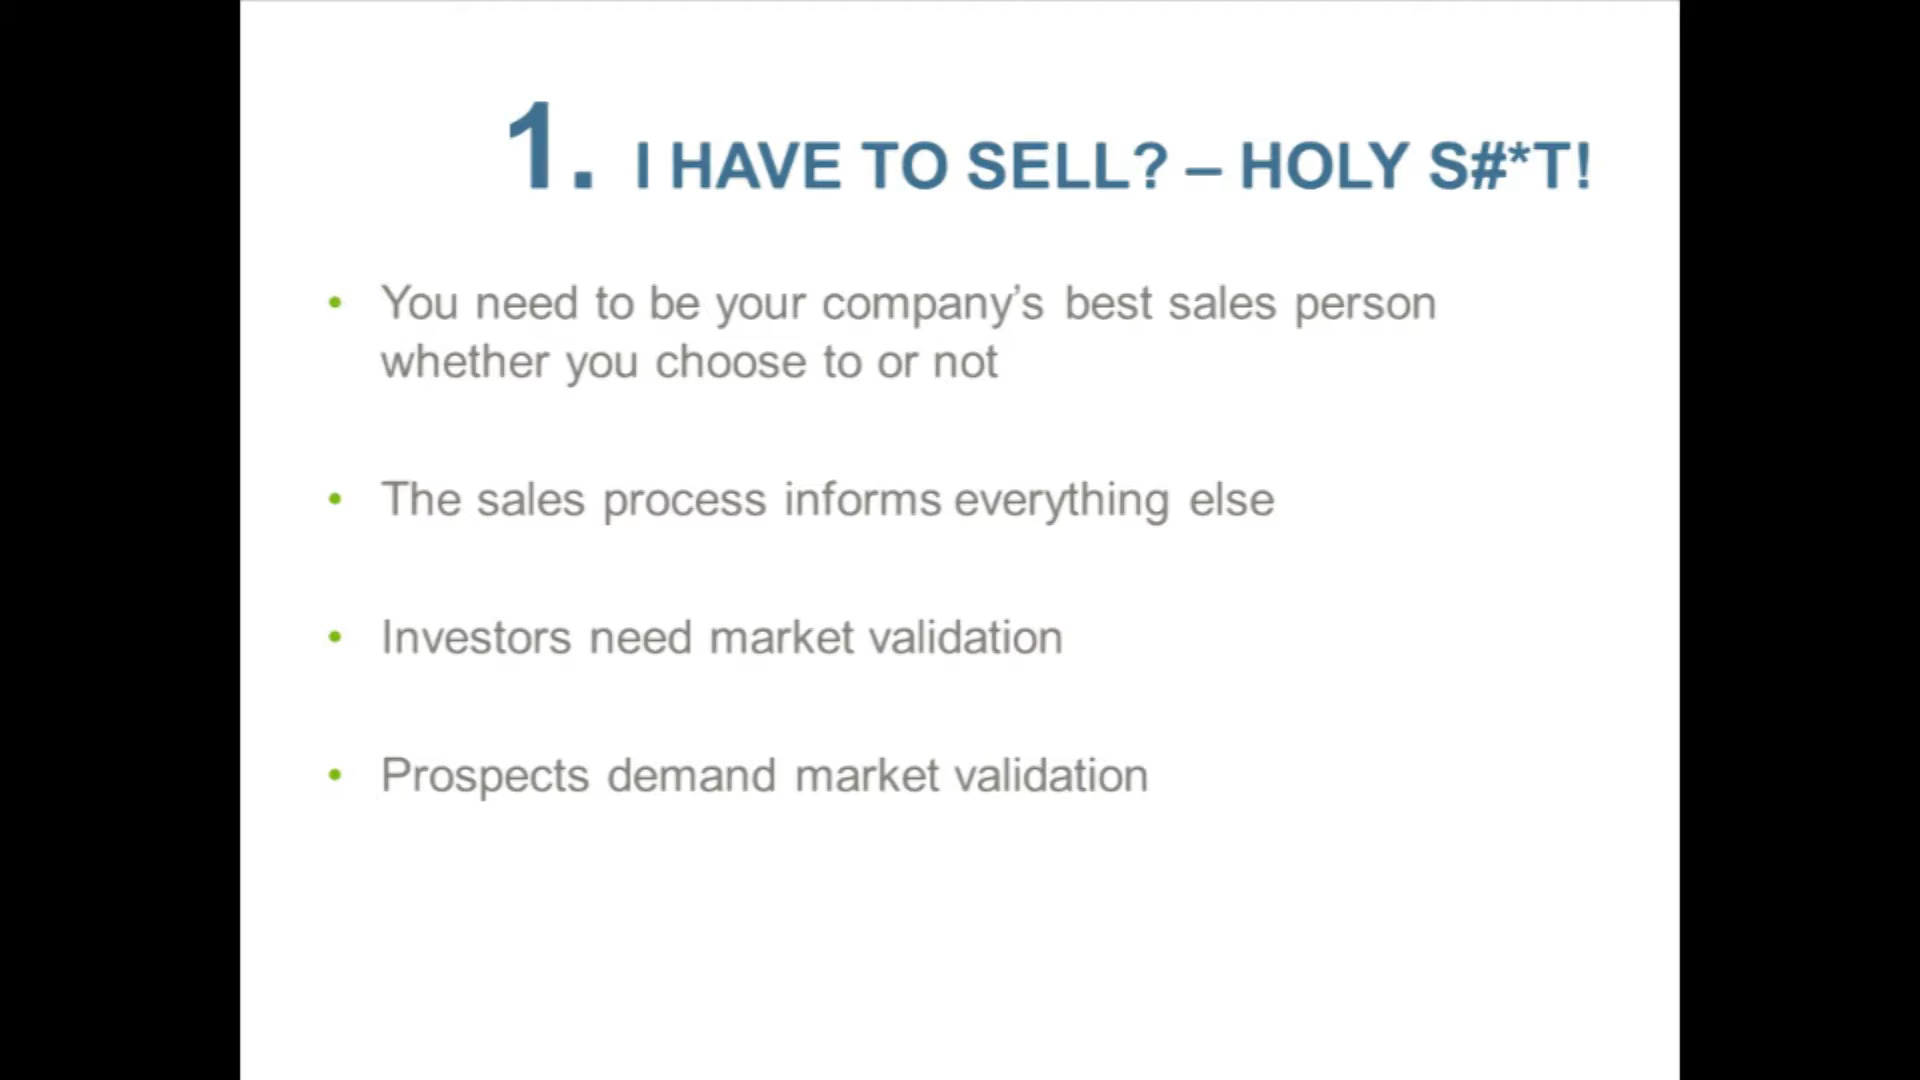 1. I HAVE TO SELL? – HOLY S#*T!
• You need to be your company’s best sales person
whether you choose to or not
• The sales process informs everything else
• Investors need market validation
• Prospects demand market validation